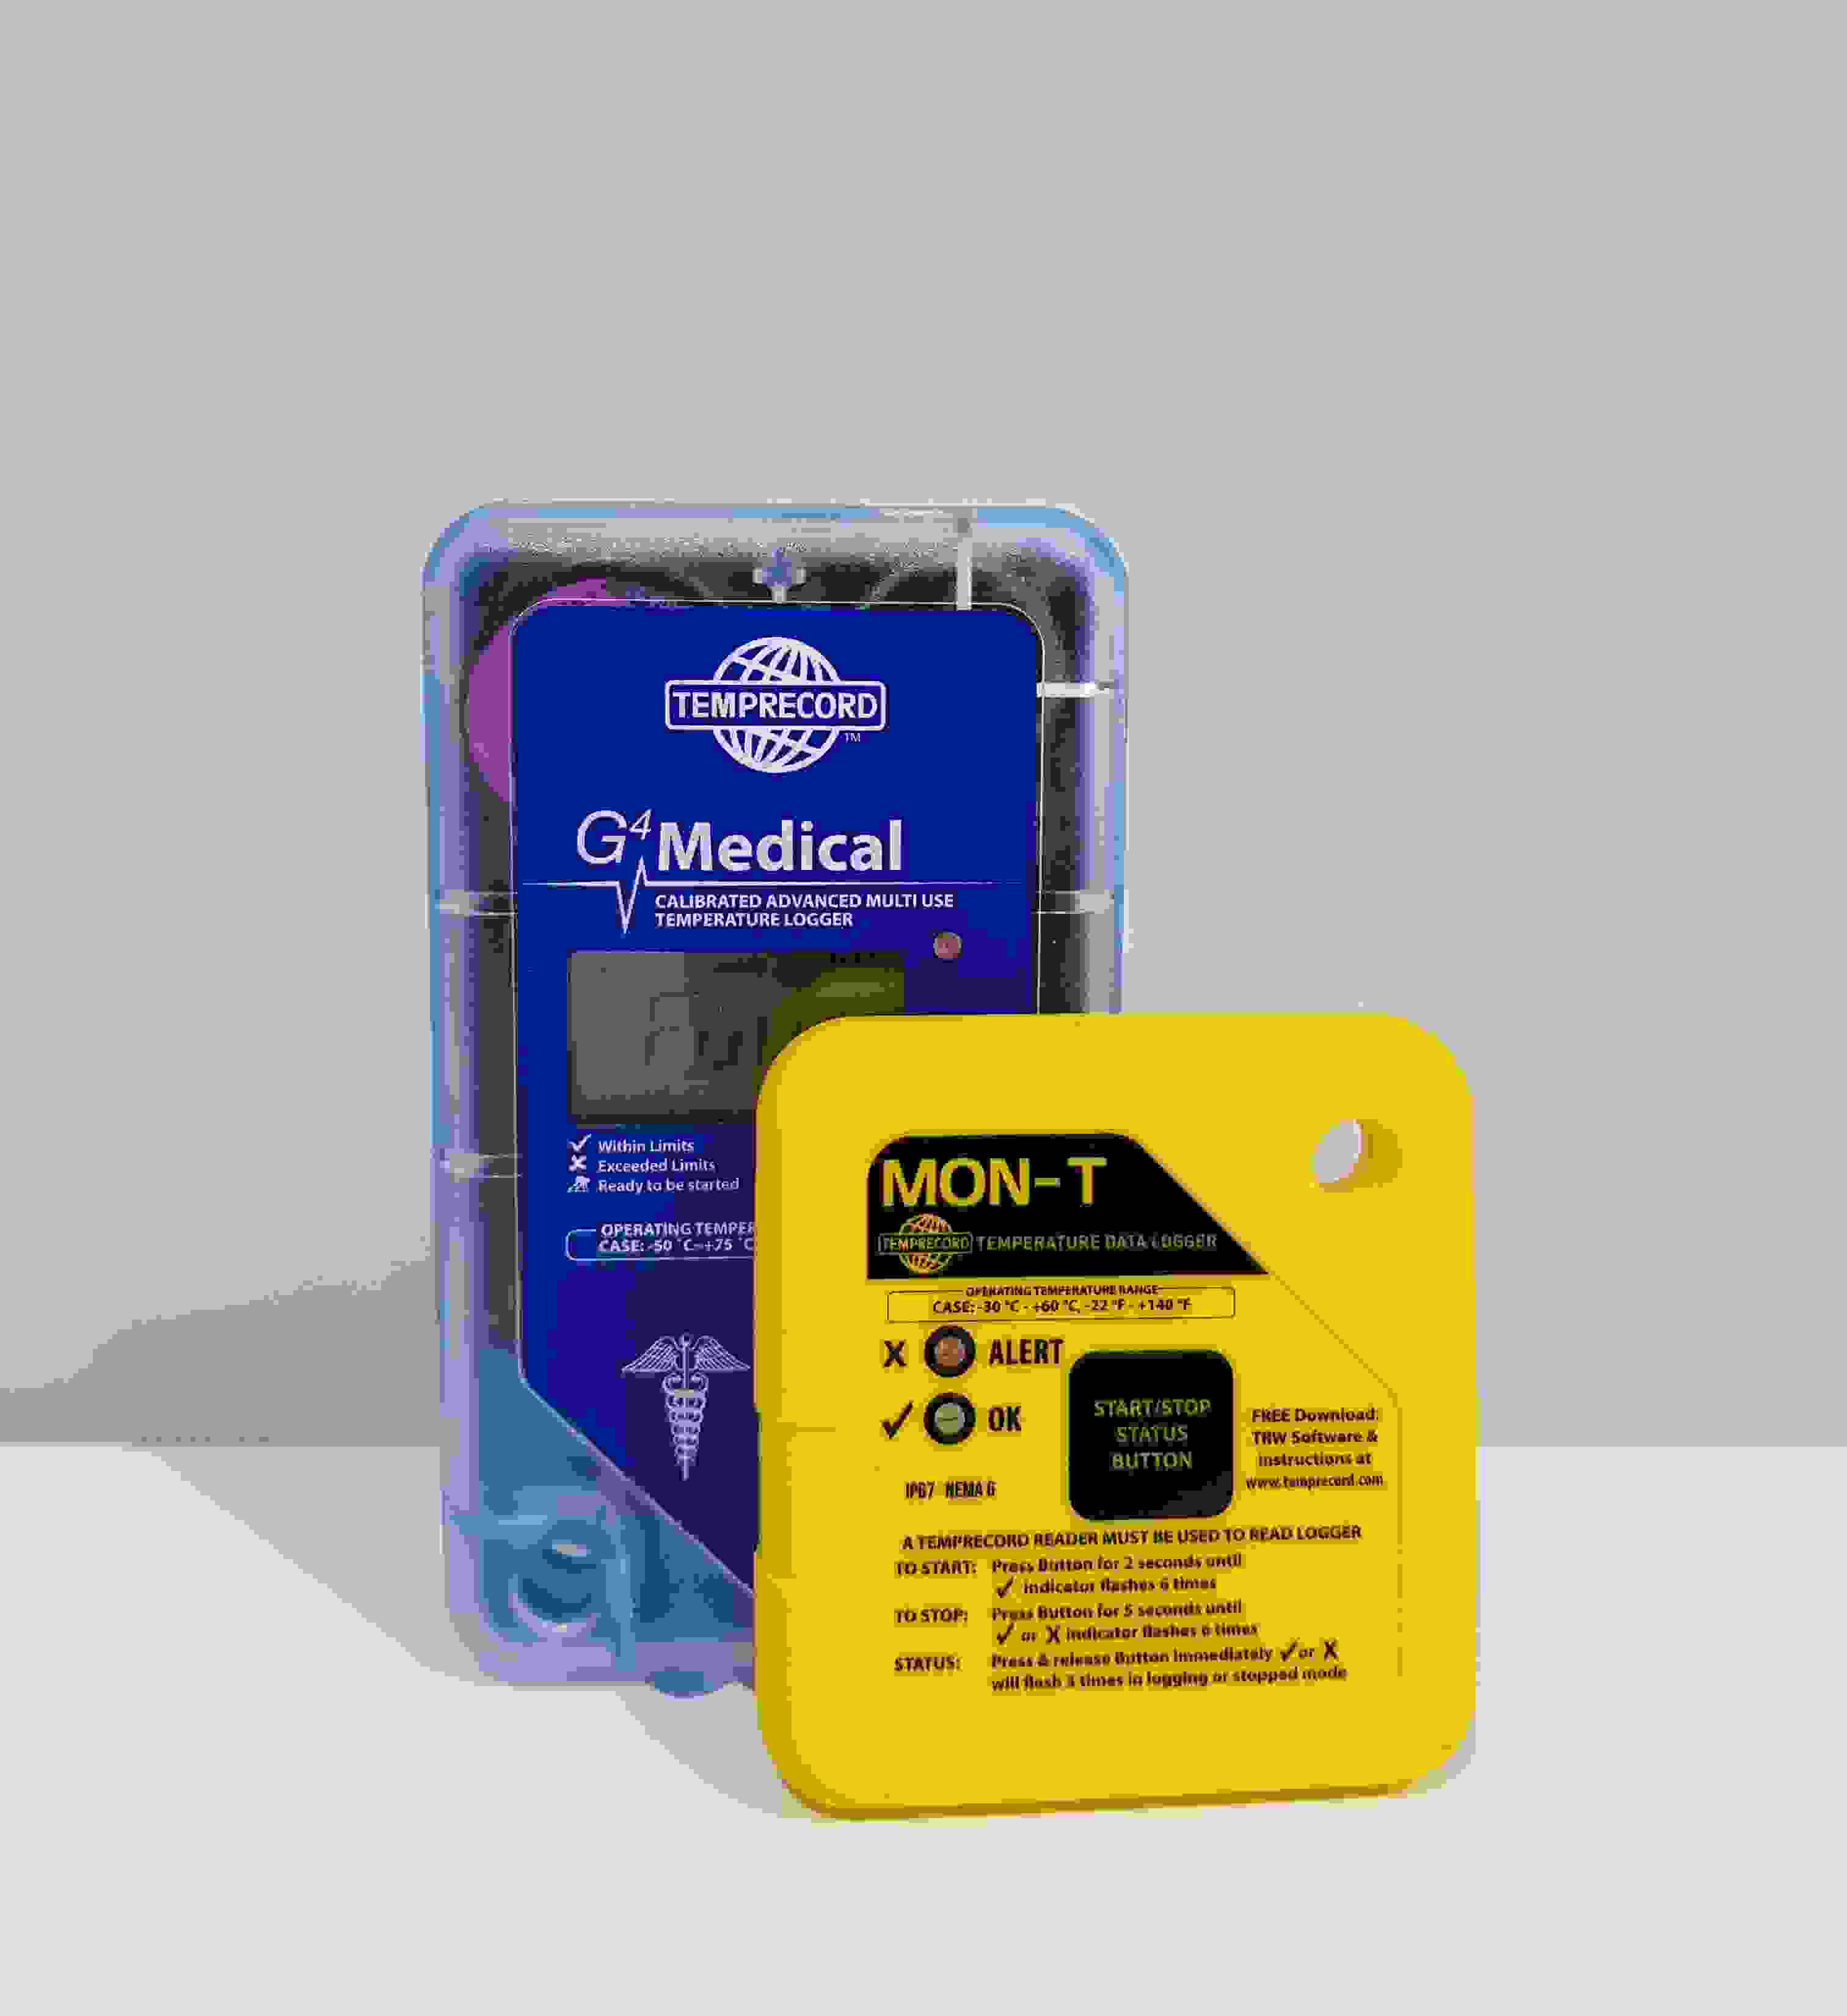 TEMPRECORD
TM
G4 Medical
CALIBRATED ADVANCED MULTI USE
TEMPERATURE LOGGER
✓ Within Limits
✗ Exceeded Limits
Ready to be started
OPERATING TEMPER
CASE: -50 °C-+75 °C
MON-T
TEMPRECORD TEMPERATURE DATA LOGGER
OPERATING TEMPERATURE RANGE
CASE: -30 °C - +60 °C, -22 °F - +140 °F
X ALERT
✓ OK
START/STOP
STATUS
BUTTON
FREE Download:
TRW Software &
instructions at
www.temprecord.com
IP67 NEMA 6
A TEMPRECORD READER MUST BE USED TO READ LOGGER
TO START: Press Button for 2 seconds until
✓ indicator flashes 6 times
TO STOP: Press Button for 5 seconds until
✓ or X indicator flashes 6 times
STATUS: Press & release Button immediately ✓ or X
will flash 3 times in logging or stopped mode